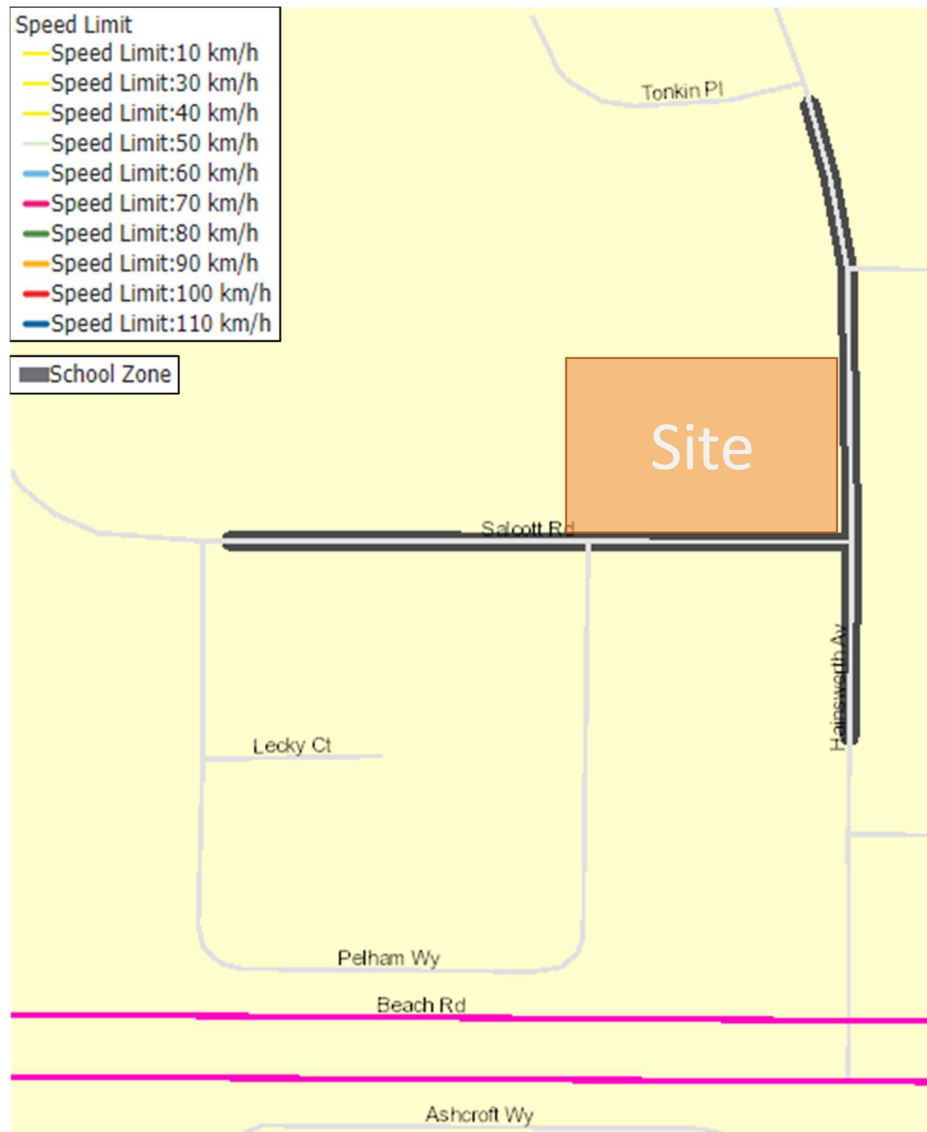 Speed Limit
Speed Limit:10 km/h
Speed Limit:30 km/h
Speed Limit:40 km/h
Speed Limit:50 km/h
Speed Limit:60 km/h
Speed Limit:70 km/h
Speed Limit:80 km/h
Speed Limit:90 km/h
Speed Limit:100 km/h
Speed Limit:110 km/h
School Zone
Tonkin Pl
Site
Salcott Rd
Hainsworth Av
Lecky Ct
Pelham Wy
Beach Rd
Ashcroft Wy